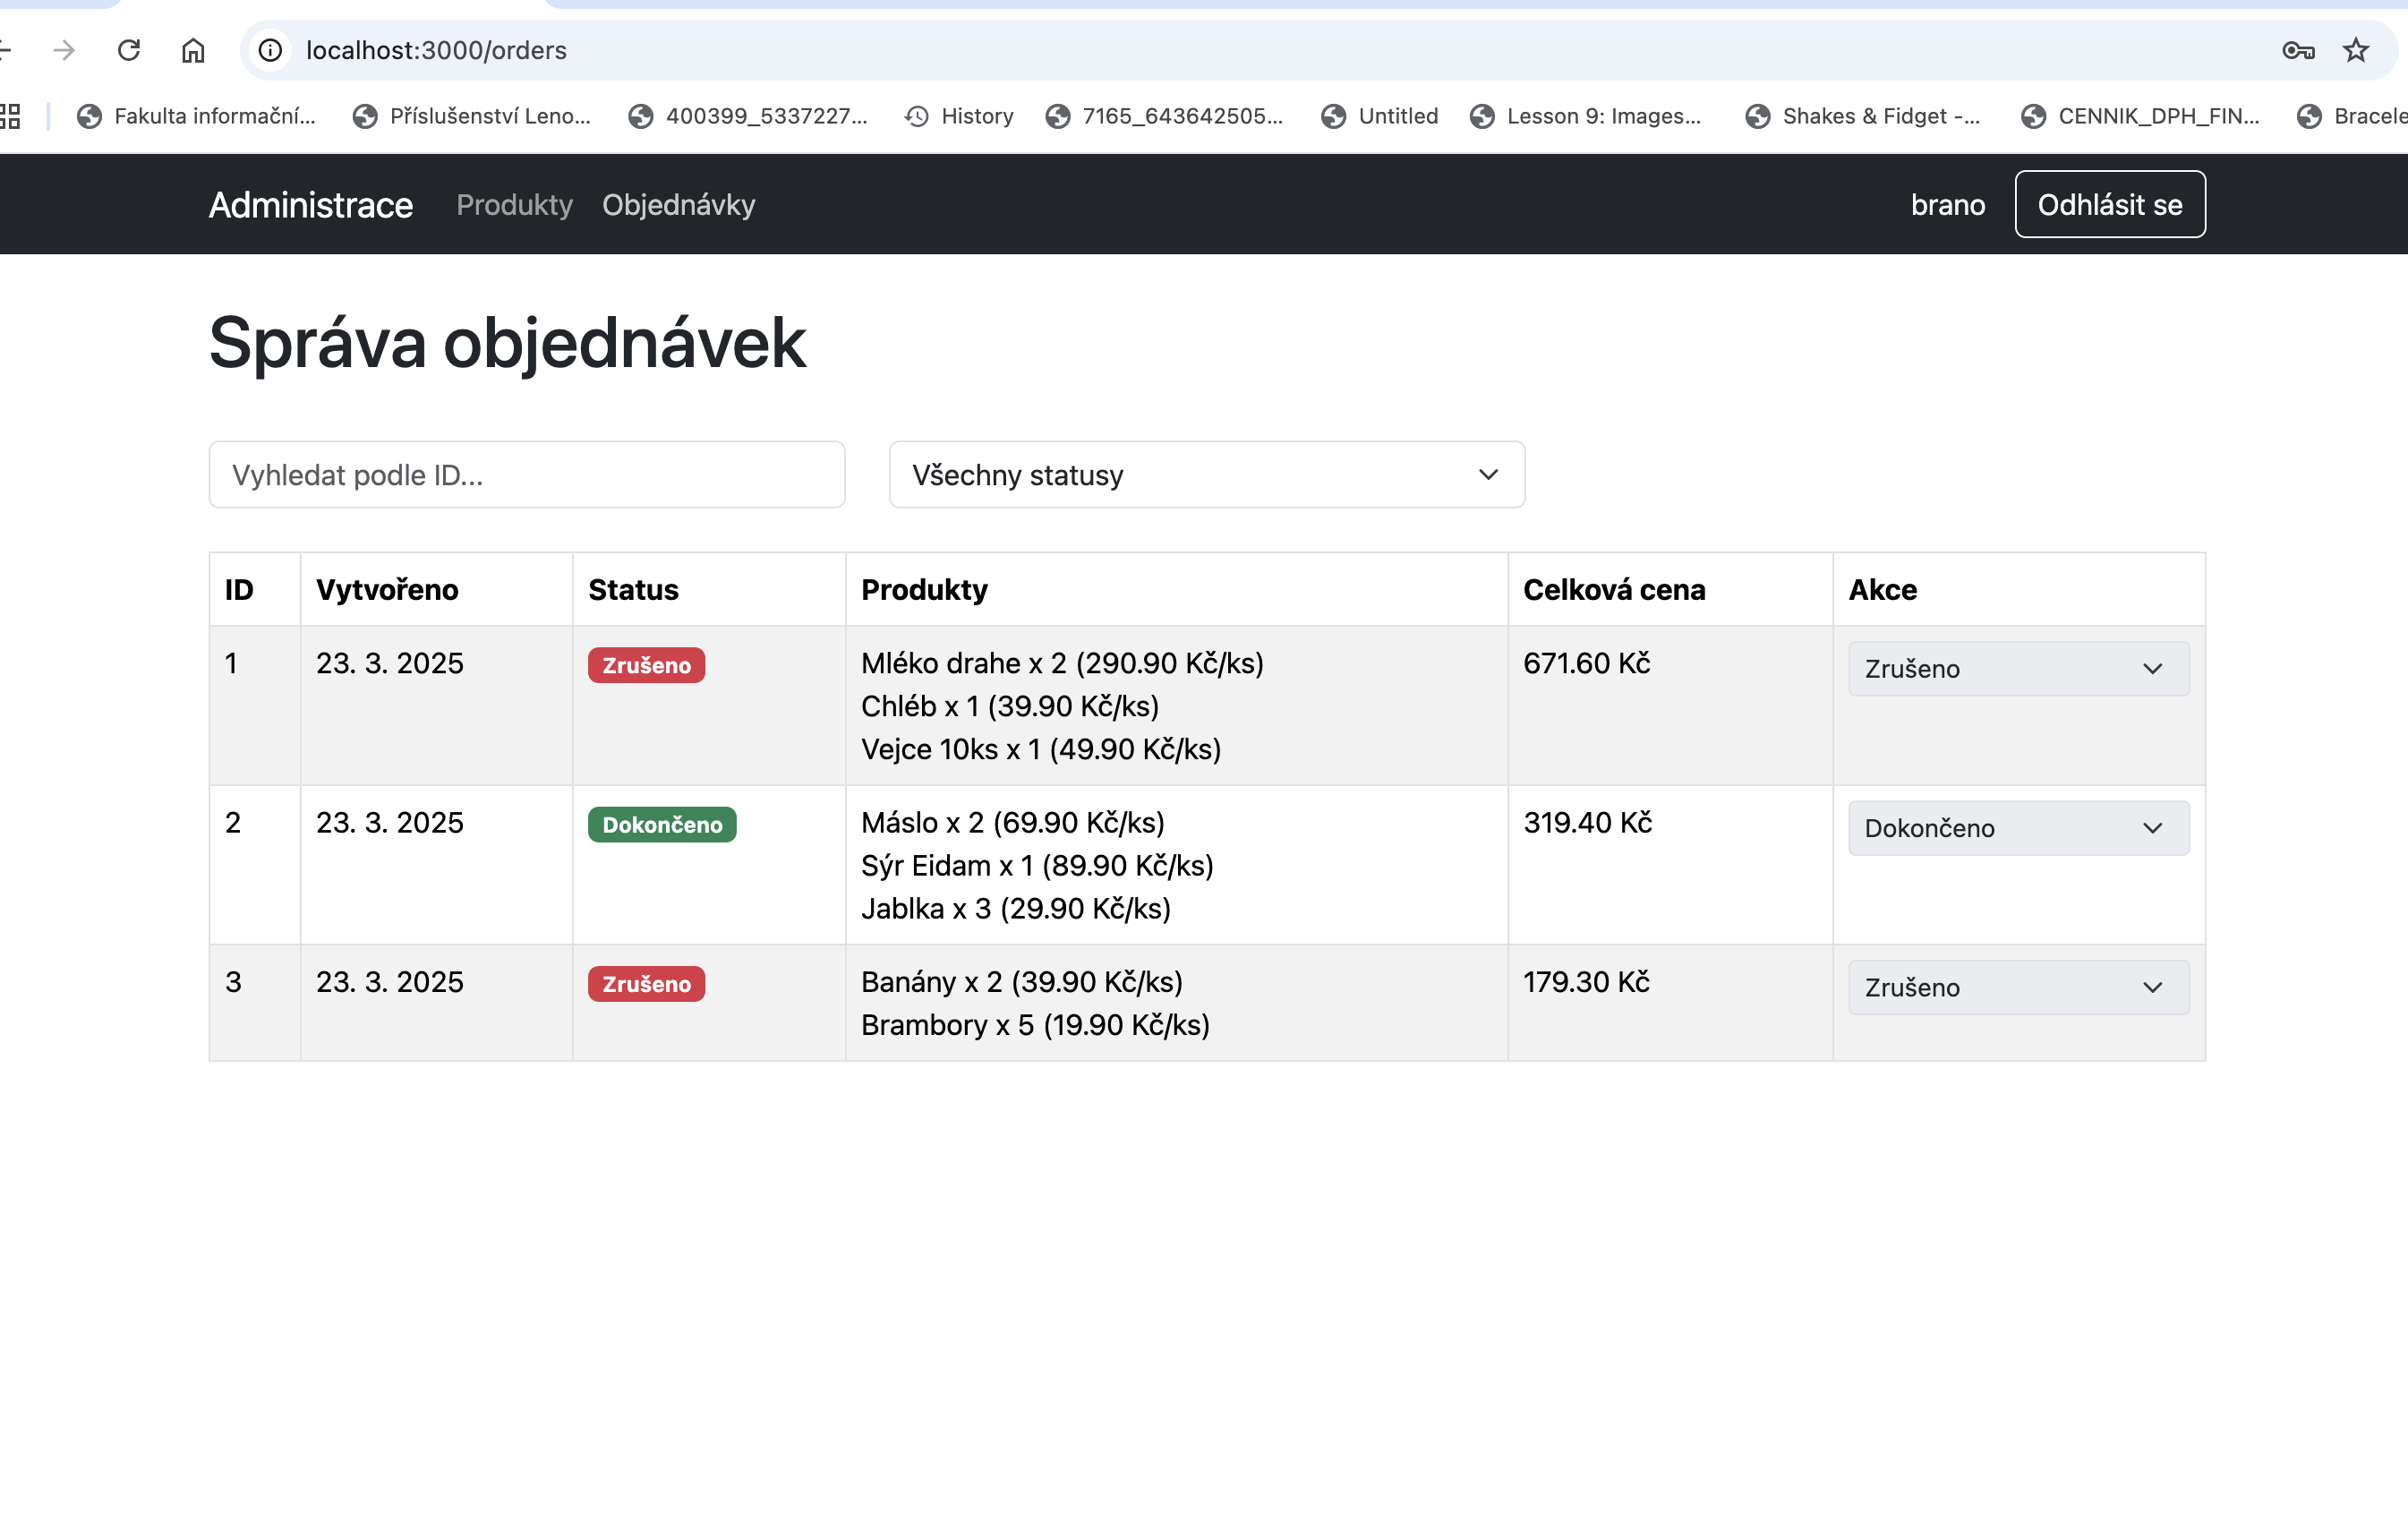 localhost:3000/orders
Fakulta informační... Příslušenství Leno... 400399_5337227... History 7165_643642505... Untitled Lesson 9: Images... Shakes & Fidget -... CENNIK_DPH_FIN... Bracele
Administrace Produkty Objednávky brano Odhlásit se
Správa objednávek
Vyhledat podle ID... Všechny statusy
ID Vytvořeno Status Produkty Celková cena Akce
1 23. 3. 2025 Zrušeno Mléko drahe x 2 (290.90 Kč/ks) 671.60 Kč Zrušeno
Chléb x 1 (39.90 Kč/ks)
Vejce 10ks x 1 (49.90 Kč/ks)
2 23. 3. 2025 Dokončeno Máslo x 2 (69.90 Kč/ks) 319.40 Kč Dokončeno
Sýr Eidam x 1 (89.90 Kč/ks)
Jablka x 3 (29.90 Kč/ks)
3 23. 3. 2025 Zrušeno Banány x 2 (39.90 Kč/ks) 179.30 Kč Zrušeno
Brambory x 5 (19.90 Kč/ks)